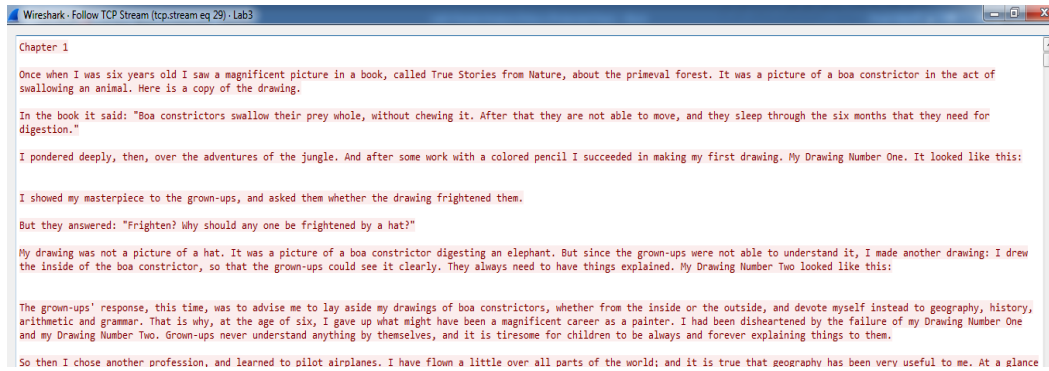 Wireshark - Follow TCP Stream (tcp.stream eq 29) - Lab3
Chapter 1
Once when I was six years old I saw a magnificent picture in a book, called True Stories from Nature, about the primeval forest. It was a picture of a boa constrictor in the act of
swallowing an animal. Here is a copy of the drawing.
In the book it said: "Boa constrictors swallow their prey whole, without chewing it. After that they are not able to move, and they sleep through the six months that they need for
digestion."
I pondered deeply, then, over the adventures of the jungle. And after some work with a colored pencil I succeeded in making my first drawing. My Drawing Number One. It looked like this:
I showed my masterpiece to the grown-ups, and asked them whether the drawing frightened them.
But they answered: "Frighten? Why should any one be frightened by a hat?"
My drawing was not a picture of a hat. It was a picture of a boa constrictor digesting an elephant. But since the grown-ups were not able to understand it, I made another drawing: I drew
the inside of the boa constrictor, so that the grown-ups could see it clearly. They always need to have things explained. My Drawing Number Two looked like this:
The grown-ups' response, this time, was to advise me to lay aside my drawings of boa constrictors, whether from the inside or the outside, and devote myself instead to geography, history,
arithmetic and grammar. That is why, at the age of six, I gave up what might have been a magnificent career as a painter. I had been disheartened by the failure of my Drawing Number One
and my Drawing Number Two. Grown-ups never understand anything by themselves, and it is tiresome for children to be always and forever explaining things to them.
So then I chose another profession, and learned to pilot airplanes. I have flown a little over all parts of the world; and it is true that geography has been very useful to me. At a glance